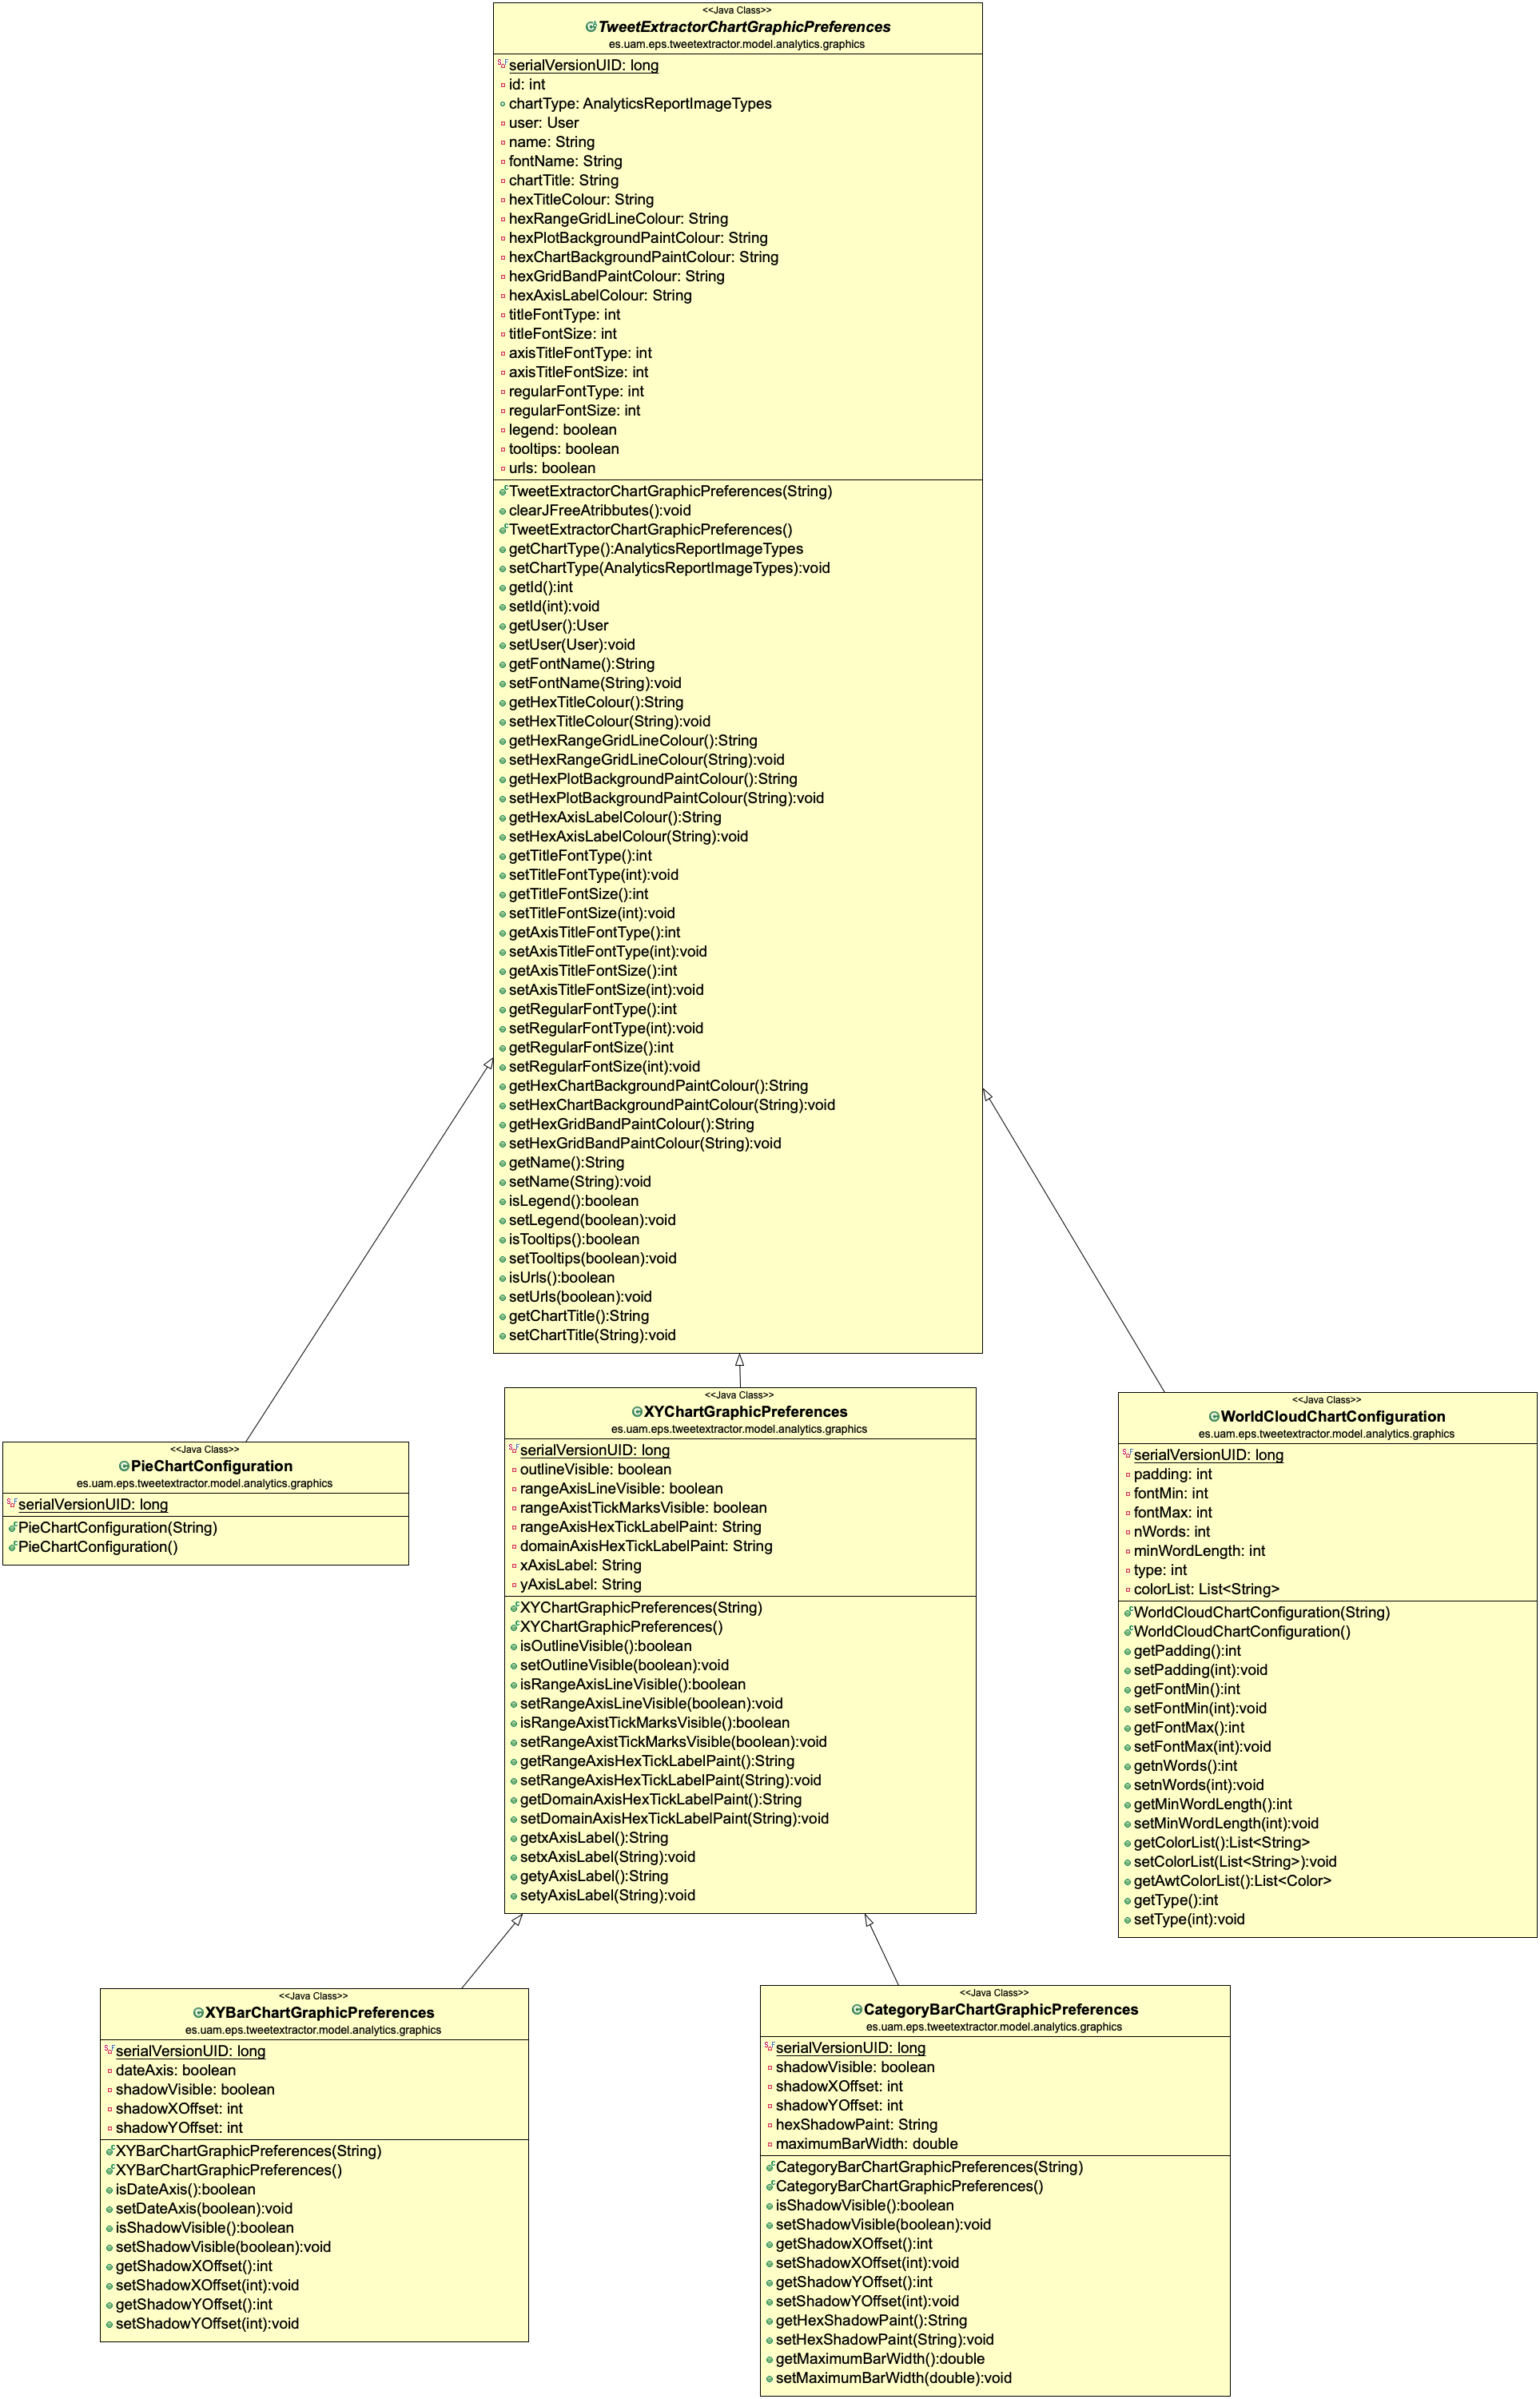 <<Java Class>>
TweetExtractorChartGraphicPreferences
es.uam.eps.tweetextractor.model.analytics.graphics
serialVersionUID: long
id: int
chartType: AnalyticsReportImageTypes
user: User
name: String
fontName: String
chartTitle: String
hexTitleColour: String
hexRangeGridLineColour: String
hexPlotBackgroundPaintColour: String
hexChartBackgroundPaintColour: String
hexGridBandPaintColour: String
hexAxisLabelColour: String
titleFontType: int
titleFontSize: int
axisTitleFontType: int
axisTitleFontSize: int
regularFontType: int
regularFontSize: int
legend: boolean
tooltips: boolean
urls: boolean
TweetExtractorChartGraphicPreferences(String)
clearJFreeAtribbutes():void
TweetExtractorChartGraphicPreferences()
getChartType():AnalyticsReportImageTypes
setChartType(AnalyticsReportImageTypes):void
getId():int
setId(int):void
getUser():User
setUser(User):void
getFontName():String
setFontName(String):void
getHexTitleColour():String
setHexTitleColour(String):void
getHexRangeGridLineColour():String
setHexRangeGridLineColour(String):void
getHexPlotBackgroundPaintColour():String
setHexPlotBackgroundPaintColour(String):void
getHexAxisLabelColour():String
setHexAxisLabelColour(String):void
getTitleFontType():int
setTitleFontType(int):void
getTitleFontSize():int
setTitleFontSize(int):void
getAxisTitleFontType():int
setAxisTitleFontType(int):void
getAxisTitleFontSize():int
setAxisTitleFontSize(int):void
getRegularFontType():int
setRegularFontType(int):void
getRegularFontSize():int
setRegularFontSize(int):void
getHexChartBackgroundPaintColour():String
setHexChartBackgroundPaintColour(String):void
getHexGridBandPaintColour():String
setHexGridBandPaintColour(String):void
getName():String
setName(String):void
isLegend():boolean
setLegend(boolean):void
isTooltips():boolean
setTooltips(boolean):void
isUrls():boolean
setUrls(boolean):void
getChartTitle():String
setChartTitle(String):void
<<Java Class>>
PieChartConfiguration
es.uam.eps.tweetextractor.model.analytics.graphics
serialVersionUID: long
PieChartConfiguration(String)
PieChartConfiguration()
<<Java Class>>
XYChartGraphicPreferences
es.uam.eps.tweetextractor.model.analytics.graphics
serialVersionUID: long
outlineVisible: boolean
rangeAxisLineVisible: boolean
rangeAxistTickMarksVisible: boolean
rangeAxisHexTickLabelPaint: String
domainAxisHexTickLabelPaint: String
xAxisLabel: String
yAxisLabel: String
XYChartGraphicPreferences(String)
XYChartGraphicPreferences()
isOutlineVisible():boolean
setOutlineVisible(boolean):void
isRangeAxisLineVisible():boolean
setRangeAxisLineVisible(boolean):void
isRangeAxistTickMarksVisible():boolean
setRangeAxistTickMarksVisible(boolean):void
getRangeAxisHexTickLabelPaint():String
setRangeAxisHexTickLabelPaint(String):void
getDomainAxisHexTickLabelPaint():String
setDomainAxisHexTickLabelPaint(String):void
getxAxisLabel():String
setxAxisLabel(String):void
getyAxisLabel():String
setyAxisLabel(String):void
<<Java Class>>
WorldCloudChartConfiguration
es.uam.eps.tweetextractor.model.analytics.graphics
serialVersionUID: long
padding: int
fontMin: int
fontMax: int
nWords: int
minWordLength: int
type: int
colorList: List<String>
WorldCloudChartConfiguration(String)
WorldCloudChartConfiguration()
getPadding():int
setPadding(int):void
getFontMin():int
setFontMin(int):void
getFontMax():int
setFontMax(int):void
getnWords():int
setnWords(int):void
getMinWordLength():int
setMinWordLength(int):void
getColorList():List<String>
setColorList(List<String>):void
getAwtColorList():List<Color>
getType():int
setType(int):void
<<Java Class>>
XYBarChartGraphicPreferences
es.uam.eps.tweetextractor.model.analytics.graphics
serialVersionUID: long
dateAxis: boolean
shadowVisible: boolean
shadowXOffset: int
shadowYOffset: int
XYBarChartGraphicPreferences(String)
XYBarChartGraphicPreferences()
isDateAxis():boolean
setDateAxis(boolean):void
isShadowVisible():boolean
setShadowVisible(boolean):void
getShadowXOffset():int
setShadowXOffset(int):void
getShadowYOffset():int
setShadowYOffset(int):void
<<Java Class>>
CategoryBarChartGraphicPreferences
es.uam.eps.tweetextractor.model.analytics.graphics
serialVersionUID: long
shadowVisible: boolean
shadowXOffset: int
shadowYOffset: int
hexShadowPaint: String
maximumBarWidth: double
CategoryBarChartGraphicPreferences(String)
CategoryBarChartGraphicPreferences()
isShadowVisible():boolean
setShadowVisible(boolean):void
getShadowXOffset():int
setShadowXOffset(int):void
getShadowYOffset():int
setShadowYOffset(int):void
getHexShadowPaint():String
setHexShadowPaint(String):void
getMaximumBarWidth():double
setMaximumBarWidth(double):void